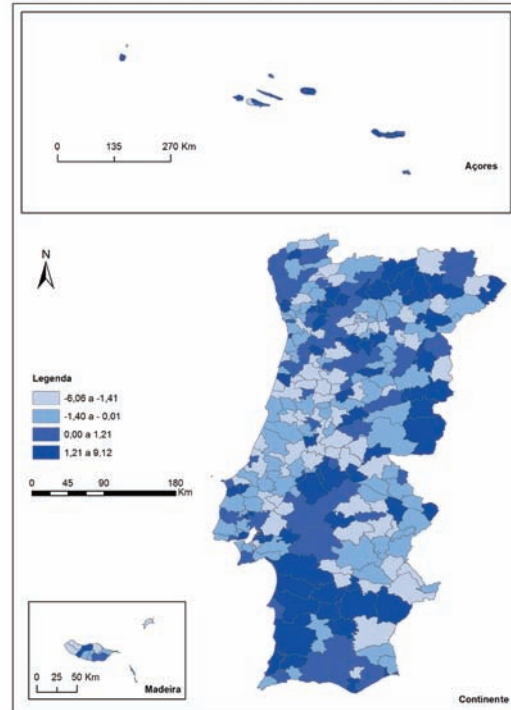 0 135 270 Km
Açores
N
Legenda
-6,06 a -1,41
-1,40 a - 0,01
0,00 a 1,21
1,21 a 9,12
0 45 90 180
Km
0 25 50 Km
Madeira
Continente